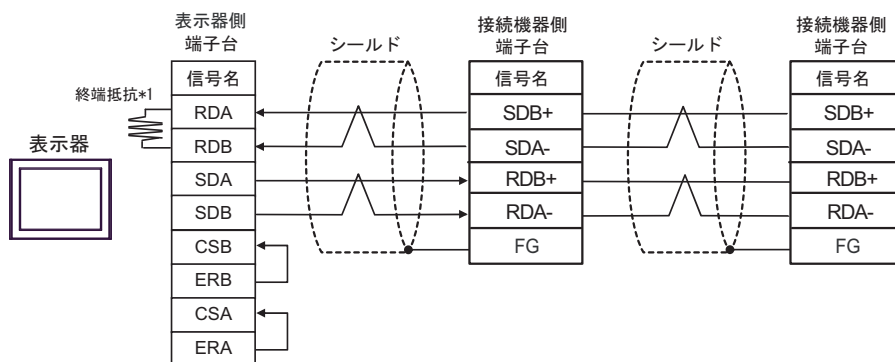 表示器側
端子台
シールド
接続機器側
端子台
シールド
接続機器側
端子台
終端抵抗*1
表示器
信号名
RDA
RDB
SDA
SDB
CSB
ERB
CSA
ERA
信号名
SDB+
SDA-
RDB+
RDA-
FG
信号名
SDB+
SDA-
RDB+
RDA-
FG